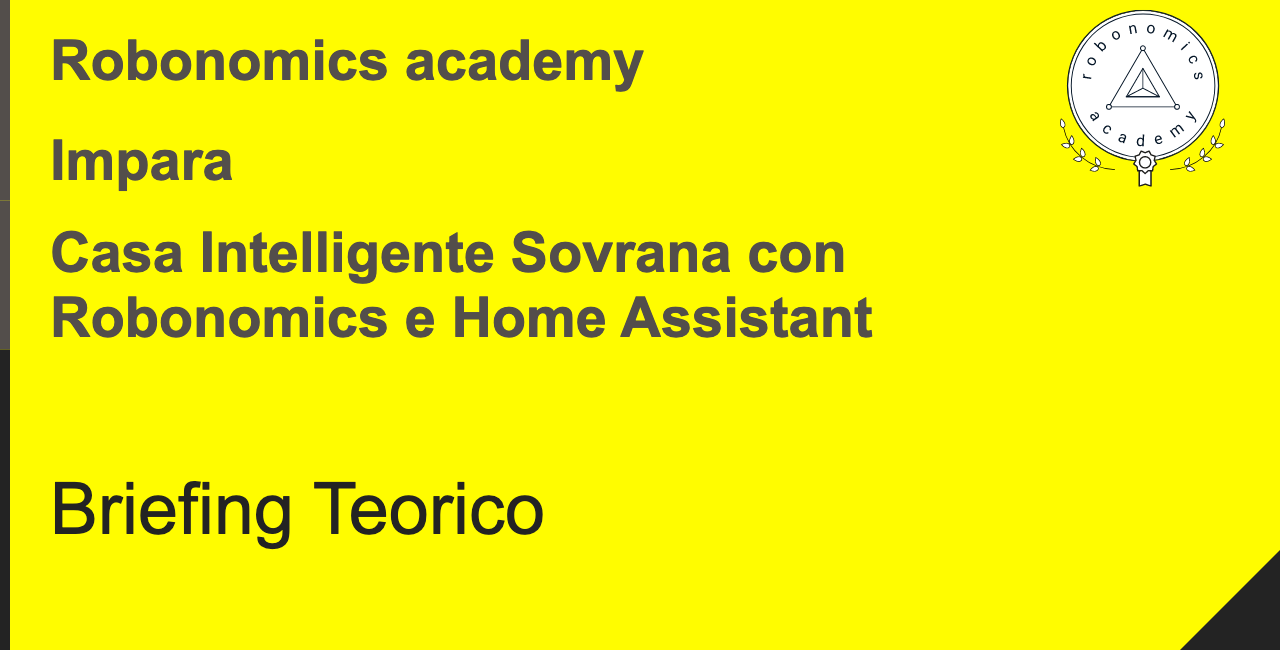 Robonomics academy
Impara
Casa Intelligente Sovrana con
Robonomics e Home Assistant
Briefing Teorico
robonomics
academy